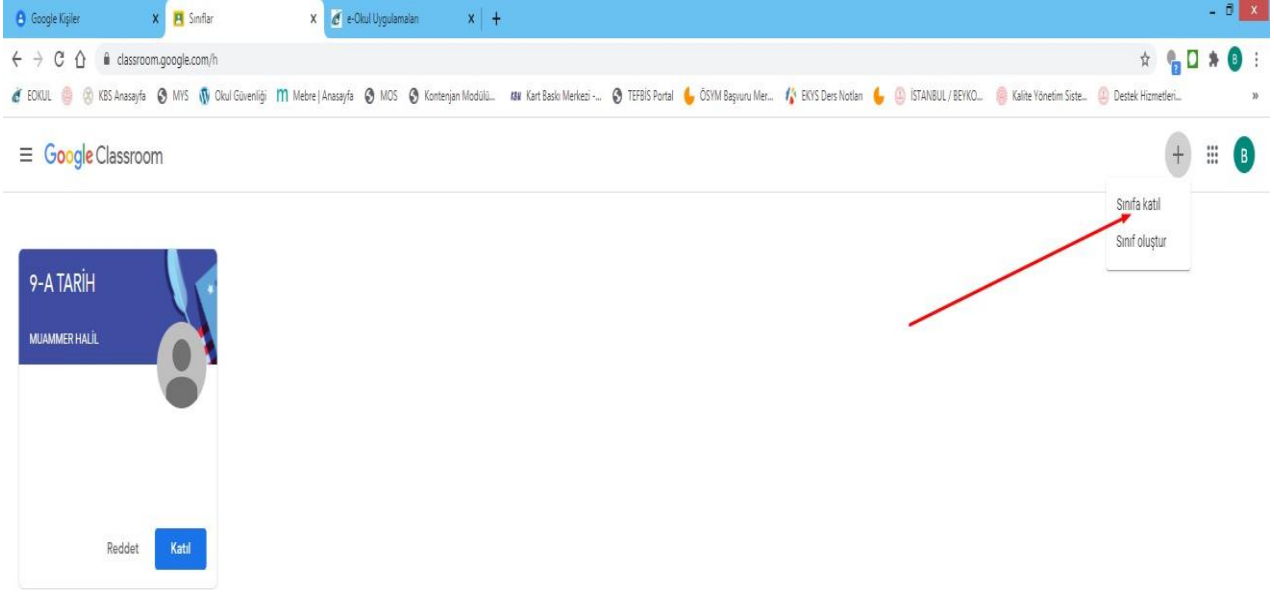 Google Kişiler
Sınıflar
e-Okul Uygulamaları
classroom.google.com/h
EOKUL
KBS Anasayfa
MYS
Okul Güvenliği
Mebre | Anasayfa
MOS
Kontenjan Modülü...
Kart Baskı Merkezi -...
TEFBİS Portal
ÖSYM Başvuru Mer...
EKYS Ders Notları
İSTANBUL / BEYKO...
Kalite Yönetim Siste...
Destek Hizmetleri...
Google Classroom
B
Sınıfa katıl
Sınıf oluştur
9-A TARİH
MUAMMER HALİL
Reddet
Katıl